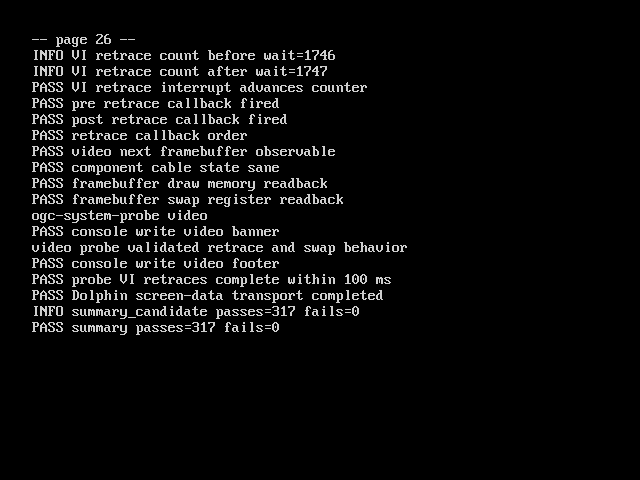 -- page 26 --
INFO VI retrace count before wait=1746
INFO VI retrace count after wait=1747
PASS VI retrace interrupt advances counter
PASS pre retrace callback fired
PASS post retrace callback fired
PASS retrace callback order
PASS video next framebuffer observable
PASS component cable state sane
PASS framebuffer draw memory readback
PASS framebuffer swap register readback
ogc-system-probe video
PASS console write video banner
video probe validated retrace and swap behavior
PASS console write video footer
PASS probe VI retraces complete within 100 ms
PASS Dolphin screen-data transport completed
INFO summary_candidate passes=317 fails=0
PASS summary passes=317 fails=0